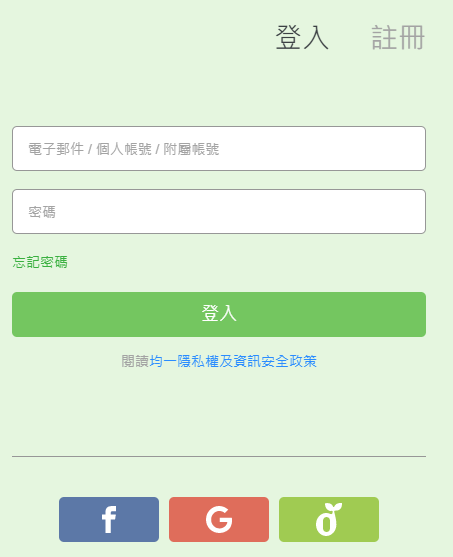 登入 註冊
電子郵件 / 個人帳號 / 附屬帳號
密碼
忘記密碼
登入
閱讀均一隱私權及資訊安全政策
f G d